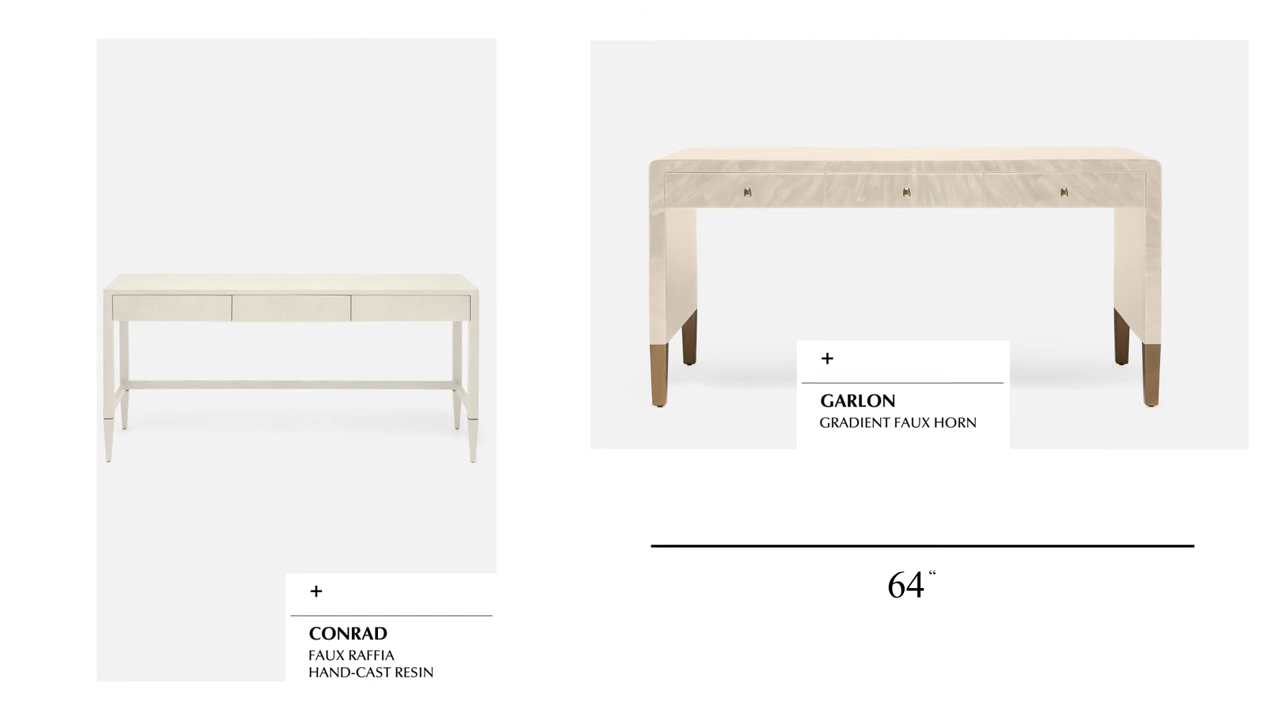 +
CONRAD
FAUX RAFFIA
HAND-CAST RESIN
+
GARLON
GRADIENT FAUX HORN
64“